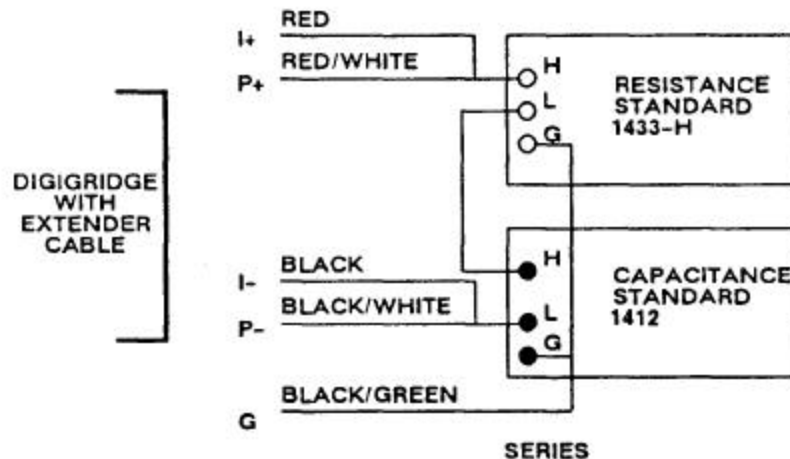 I+
RED
P+
RED/WHITE
DIGIGRIDGE
WITH
EXTENDER
CABLE
I-
BLACK
P-
BLACK/WHITE
G
BLACK/GREEN
H
L
G
RESISTANCE
STANDARD
1433-H
H
L
G
CAPACITANCE
STANDARD
1412
SERIES